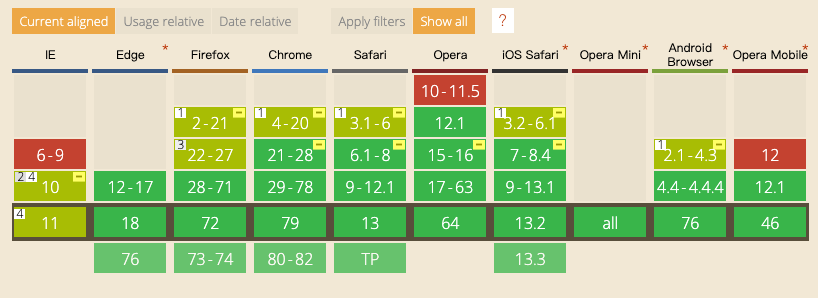 Current aligned Usage relative Date relative Apply filters Show all ?
IE Edge * Firefox Chrome Safari Opera iOS Safari * Opera Mini * Android Browser * Opera Mobile *
10-11.5
1 2-21 - 1 4-20 - 1 3.1-6 - 12.1 1 3.2-6.1 -
6-9 3 22-27 21-28 - 6.1-8 - 15-16 - 7-8.4 - 1 2.1-4.3 - 12
2 4 10 - 12-17 28-71 29-78 9-12.1 17-63 9-13.1 4.4-4.4.4 12.1
4 11 18 72 79 13 64 13.2 all 76 46
76 73-74 80-82 TP 13.3